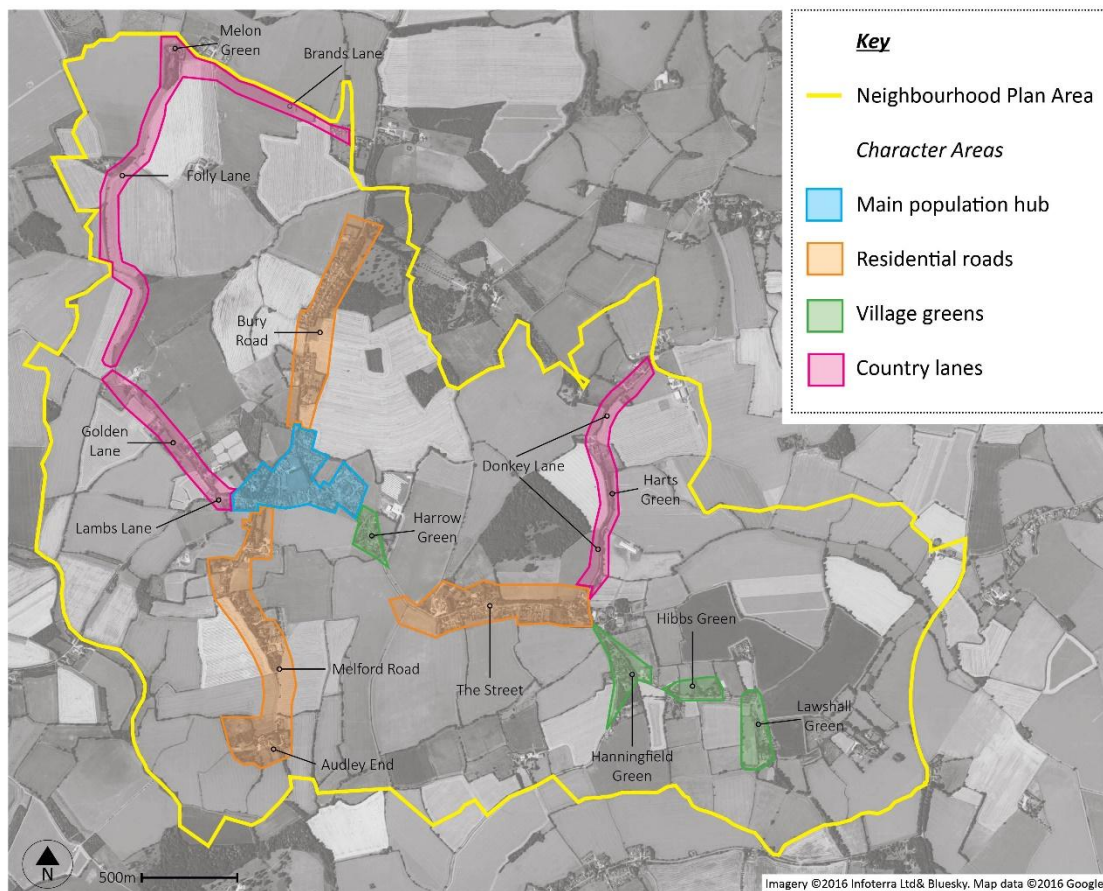 Melon
Green
Brands Lane
Folly Lane
Bury
Road
Golden
Lane
Lambs Lane
Harrow
Green
Donkey Lane
Harts
Green
Melford Road
The Street
Hibbs Green
Lawshall
Green
Hanningfield
Green
Audley End
N
500m
Imagery ©2016 Infoterra Ltd& Bluesky. Map data ©2016 Google
Key
Neighbourhood Plan Area
Character Areas
Main population hub
Residential roads
Village greens
Country lanes